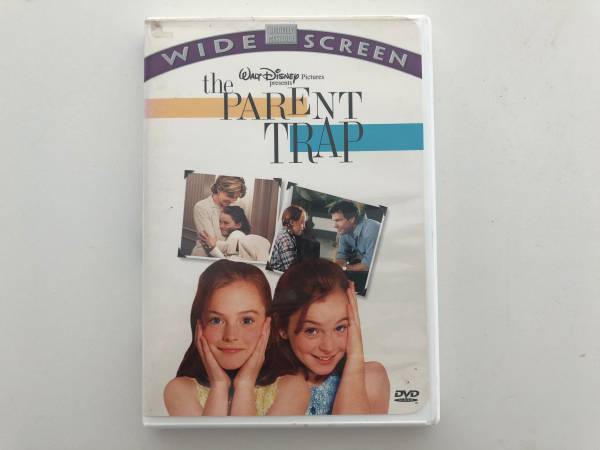 WIDE SCREEN
WALT DISNEY Pictures
presents
the PARENT
TRAP
DVD